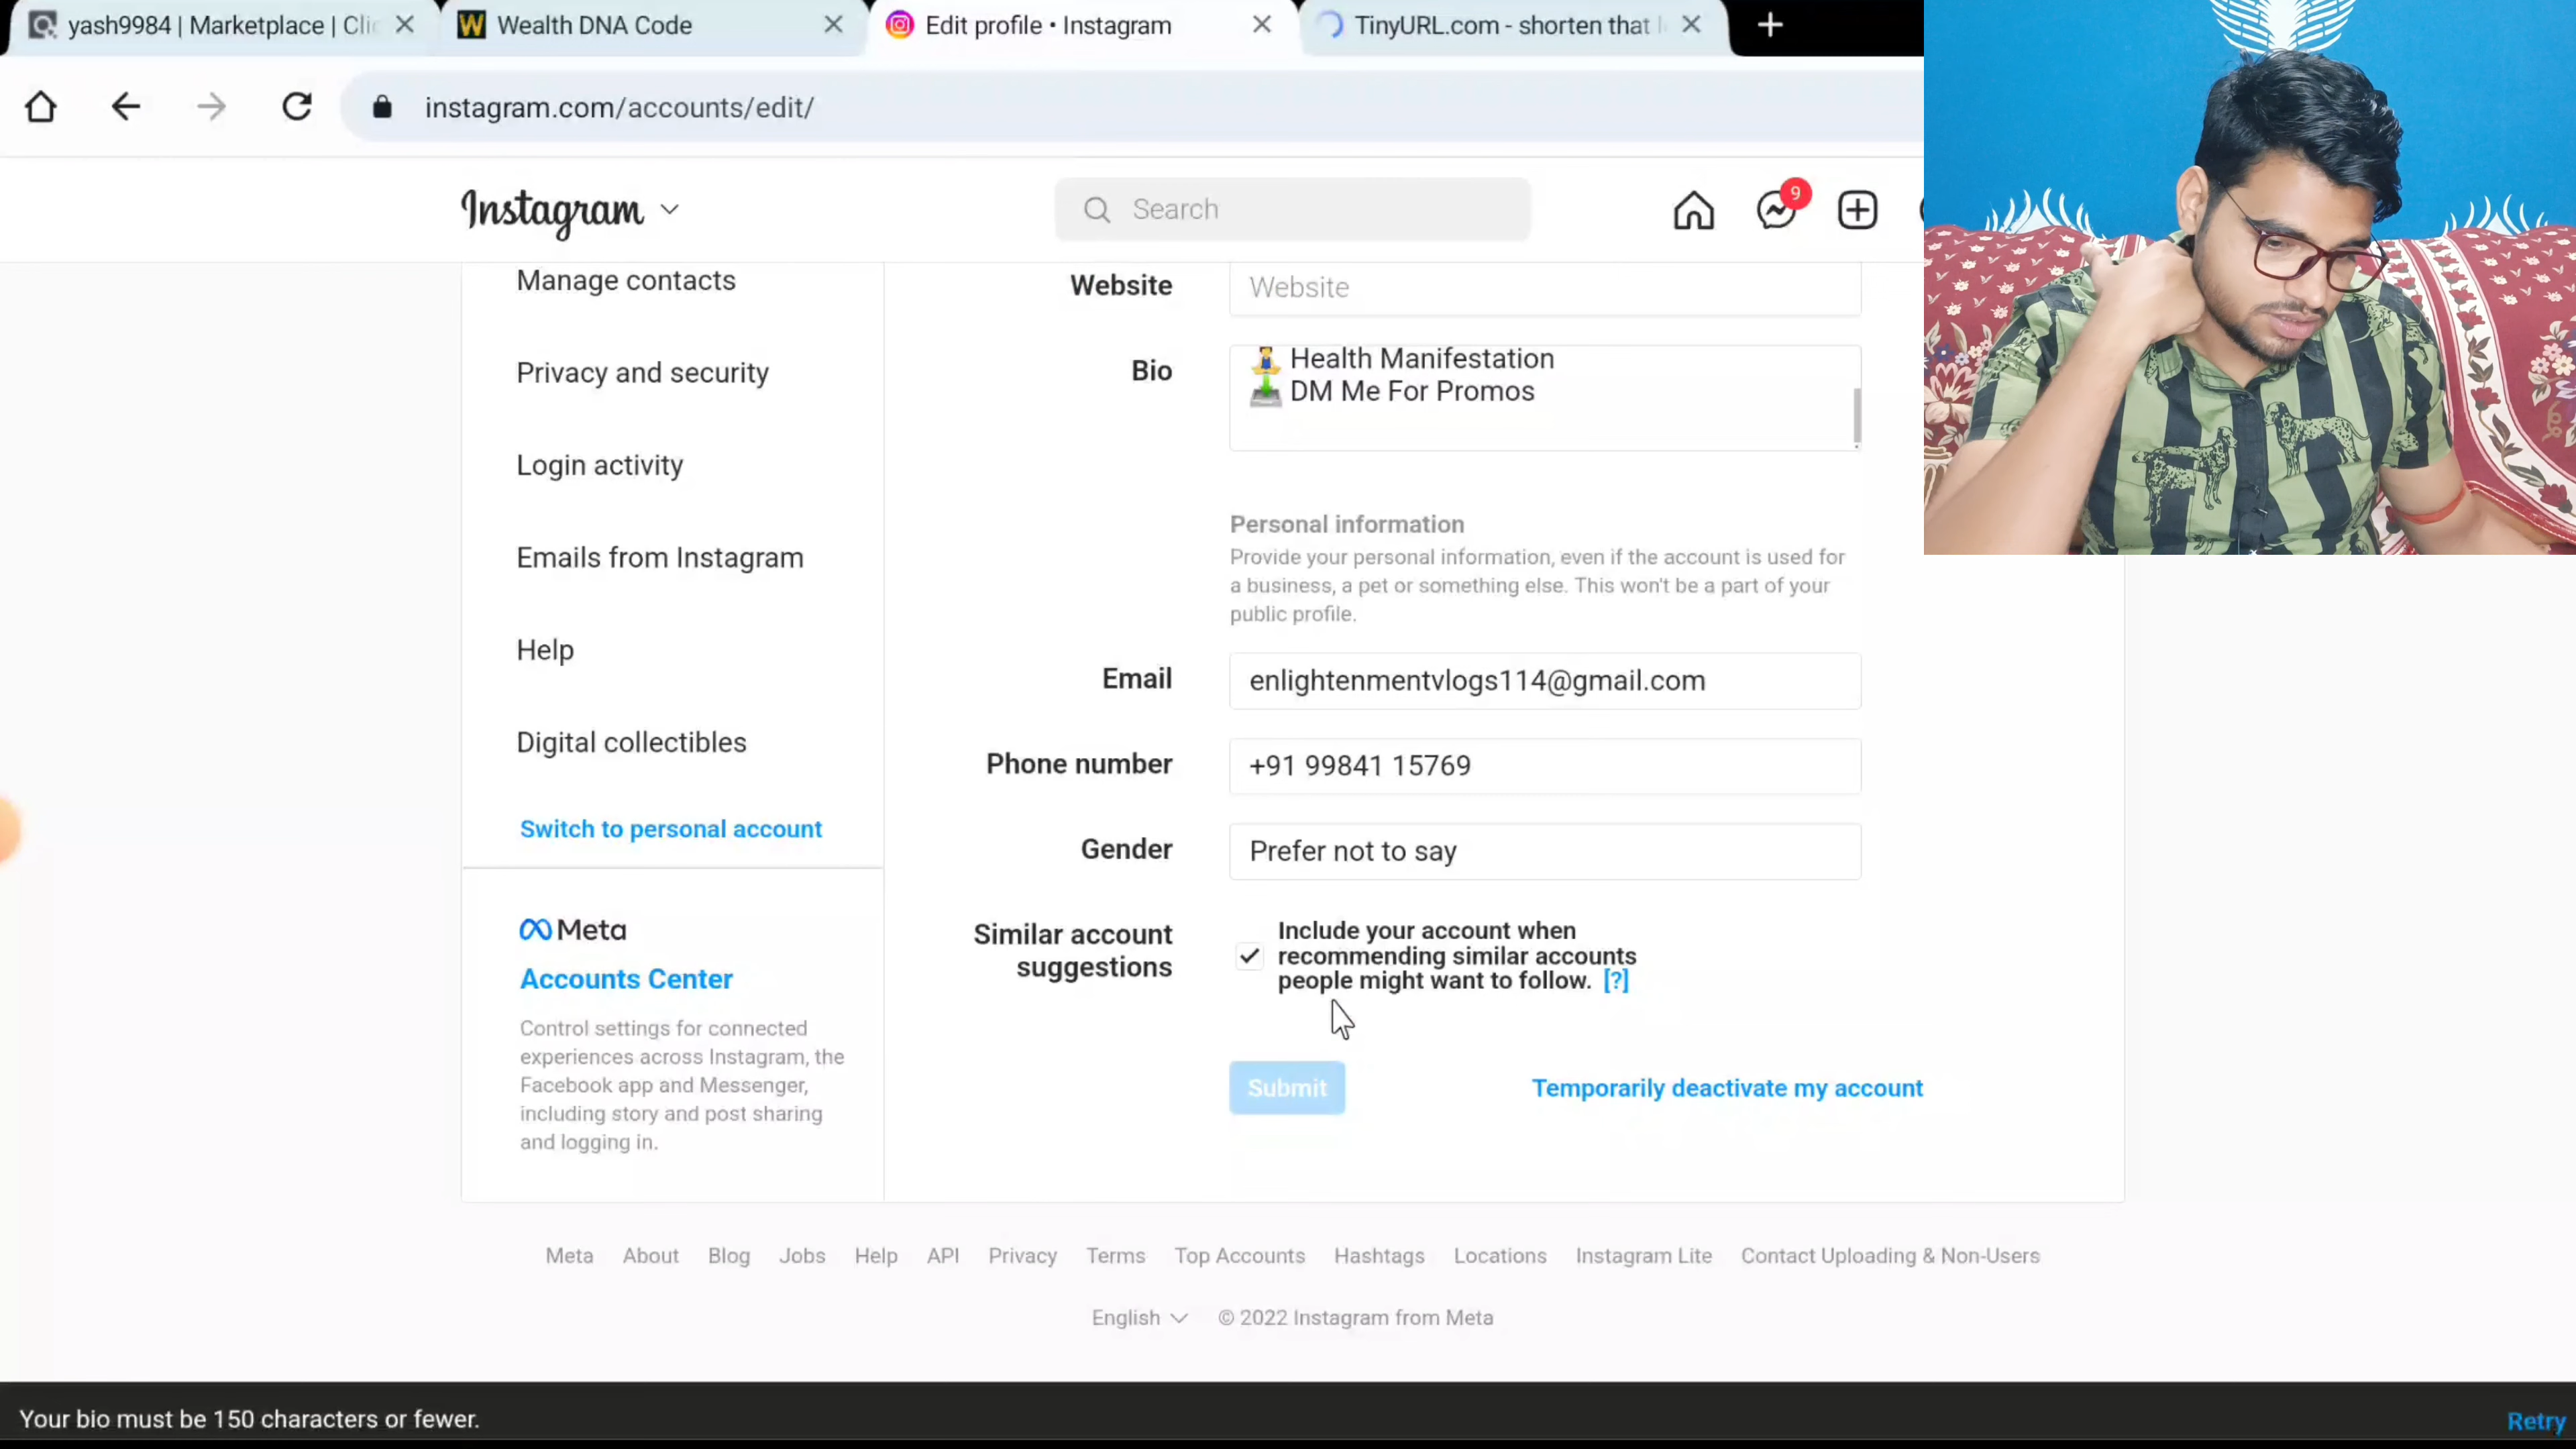 yash9984 | Marketplace | Clic
Wealth DNA Code
Edit profile • Instagram
TinyURL.com - shorten that l
instagram.com/accounts/edit/
Instagram
Search
9
Manage contacts
Privacy and security
Login activity
Emails from Instagram
Help
Digital collectibles
Switch to personal account
Meta
Accounts Center
Control settings for connected
experiences across Instagram, the
Facebook app and Messenger,
including story and post sharing
and logging in.
Website
Website
Bio
Health Manifestation
DM Me For Promos
Personal information
Provide your personal information, even if the account is used for
a business, a pet or something else. This won't be a part of your
public profile.
Email
enlightenmentvlogs114@gmail.com
Phone number
+91 99841 15769
Gender
Prefer not to say
Similar account
suggestions
Include your account when
recommending similar accounts
people might want to follow. [?]
Submit
Temporarily deactivate my account
Meta About Blog Jobs Help API Privacy Terms Top Accounts Hashtags Locations Instagram Lite Contact Uploading & Non-Users
English © 2022 Instagram from Meta
Your bio must be 150 characters or fewer.
Retry